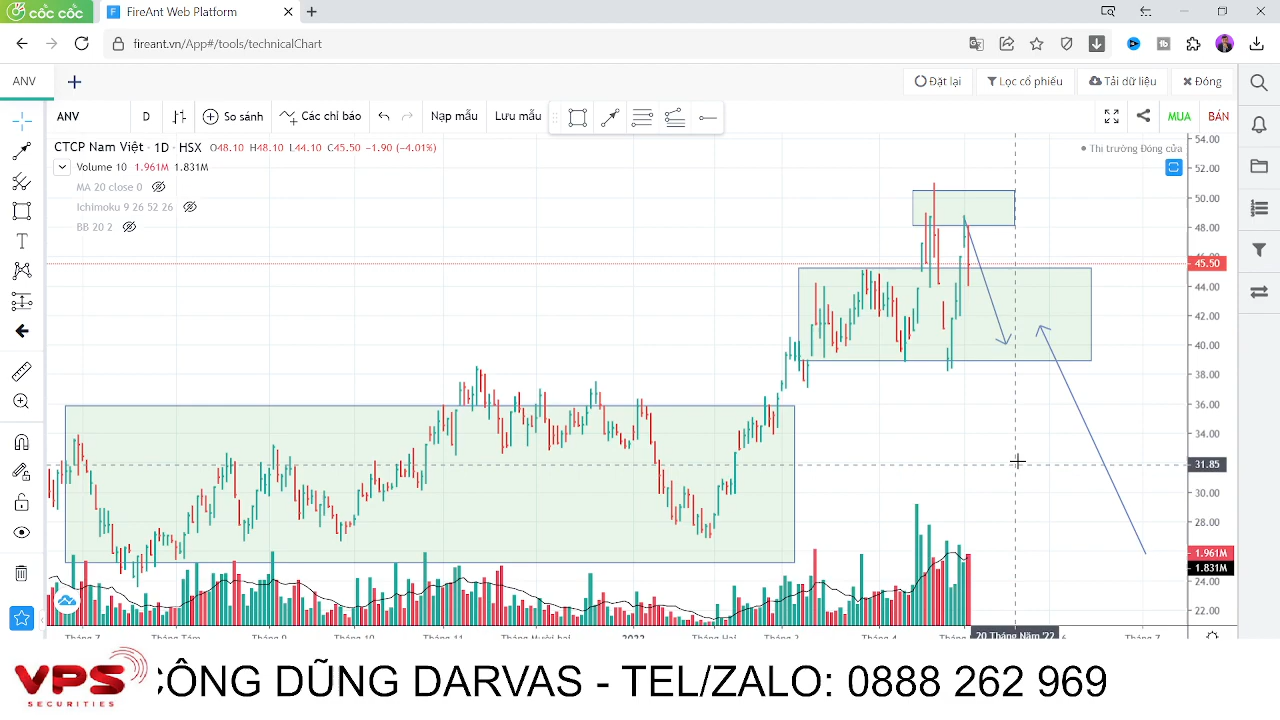 cốc cốc
FireAnt Web Platform
fireant.vn/App#/tools/technicalChart
ANV
Đặt lại
Lọc cổ phiếu
Tải dữ liệu
Đóng
ANV
D
So sánh
Các chỉ báo
Nạp mẫu
Lưu mẫu
MUA
BÁN
CTCP Nam Việt · 1D · HSX O48.10 H48.10 L44.10 C45.50 −1.90 (−4.01%)
Thị trường Đóng cửa
Volume 10 1.961M 1.831M
MA 20 close 0
Ichimoku 9 26 52 26
BB 20 2
54.00
52.00
50.00
48.00
45.50
44.00
42.00
40.00
38.00
36.00
34.00
31.85
30.00
28.00
1.961M
1.831M
24.00
22.00
Tháng 7
Tháng Tám
Tháng 9
Tháng 10
Tháng 11
Tháng Mười hai
2022
Tháng Hai
Tháng 3
Tháng 4
20 Tháng Năm '22
6
Tháng 7
VPS
SECURITIES
CÔNG DŨNG DARVAS - TEL/ZALO: 0888 262 969